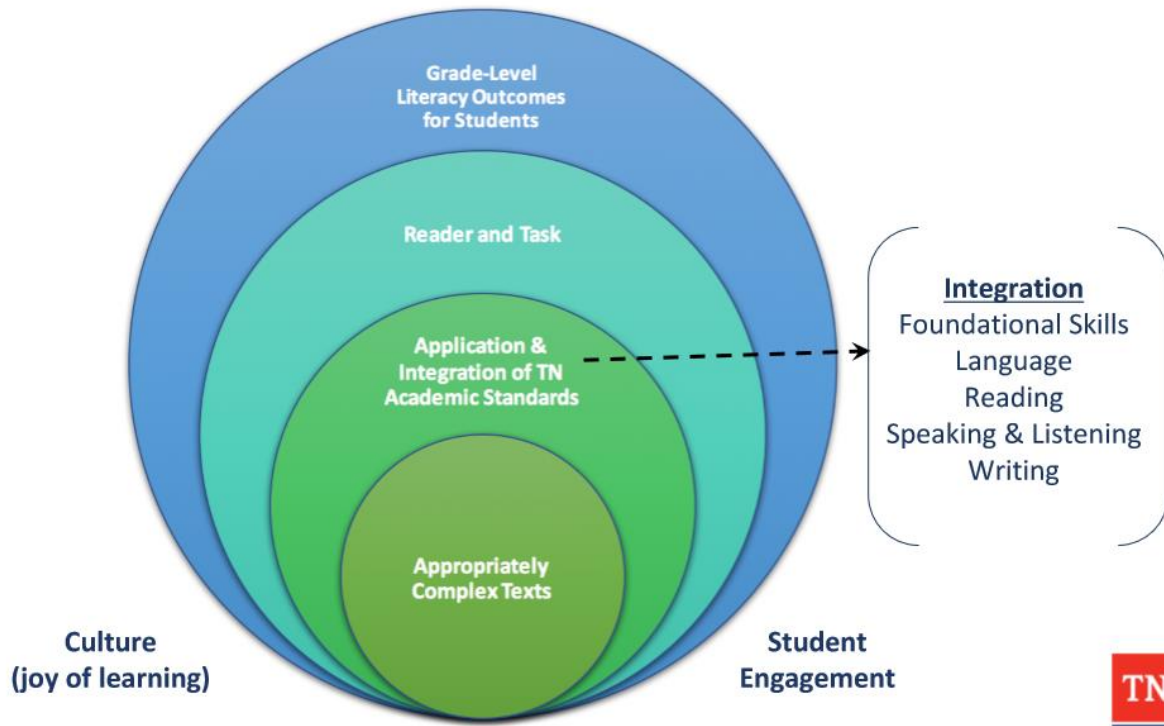 Grade-Level
Literacy Outcomes
for Students
Reader and Task
Application &
Integration of TN
Academic Standards
Appropriately
Complex Texts
Integration
Foundational Skills
Language
Reading
Speaking & Listening
Writing
Culture
(joy of learning)
Student
Engagement
TN